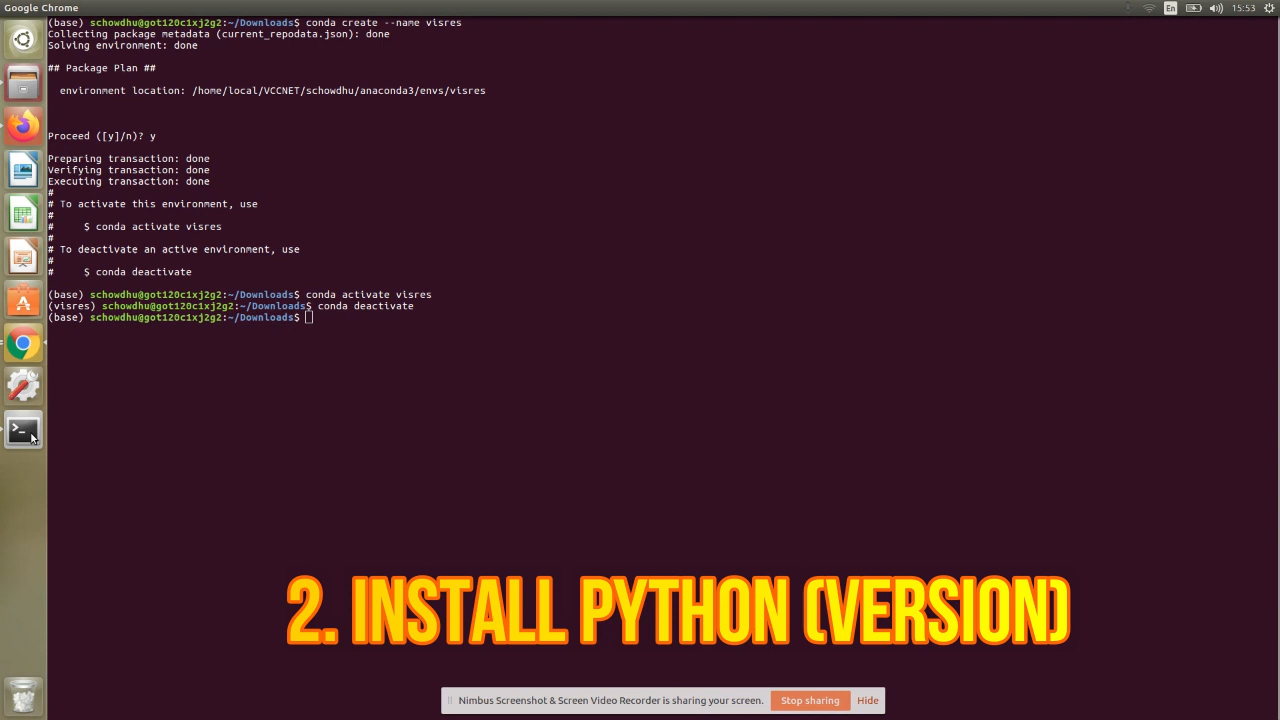 Google Chrome
En
15:53
(base) schowdhu@got120c1xj2g2:~/Downloads$ conda create --name visres
Collecting package metadata (current_repodata.json): done
Solving environment: done
## Package Plan ##
environment location: /home/local/VCCNET/schowdhu/anaconda3/envs/visres
Proceed ([y]/n)? y
Preparing transaction: done
Verifying transaction: done
Executing transaction: done
#
# To activate this environment, use
#
# $ conda activate visres
#
# To deactivate an active environment, use
#
# $ conda deactivate
(base) schowdhu@got120c1xj2g2:~/Downloads$ conda activate visres
(visres) schowdhu@got120c1xj2g2:~/Downloads$ conda deactivate
(base) schowdhu@got120c1xj2g2:~/Downloads$
2. INSTALL PYTHON (VERSION)
Nimbus Screenshot & Screen Video Recorder is sharing your screen.
Stop sharing
Hide